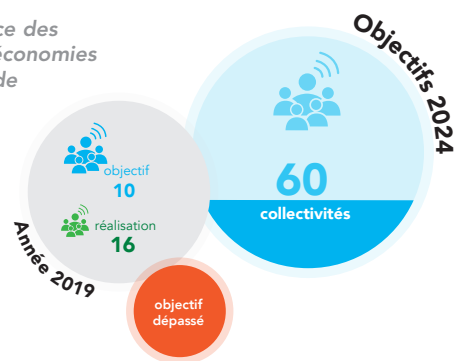 ce des
économies
de
Objectifs 2024
60
collectivités
objectif
10
réalisation
16
Année 2019
objectif
dépassé